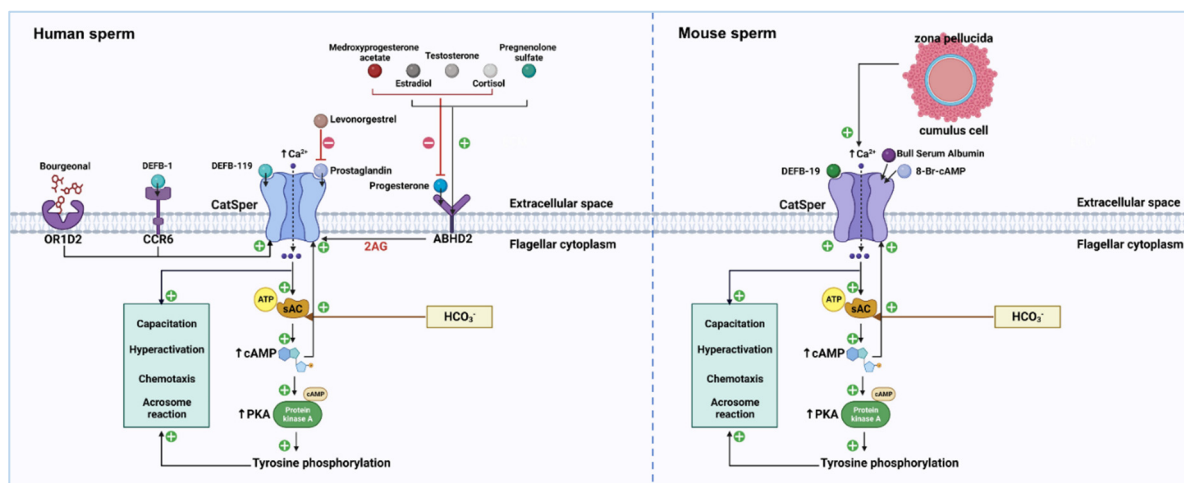 Human sperm
Medroxyprogesterone
acetate
Estradiol
Testosterone
Cortisol
Pregnenolone
sulfate
Levonorgestrel
↑Ca²⁺
Bourgeonal
DEFB-1
DEFB-119
Prostaglandin
Progesterone
CatSper
Extracellular space
OR1D2
CCR6
2AG
ABHD2
Flagellar cytoplasm
ATP
sAC
HCO₃⁻
Capacitation
Hyperactivation
Chemotaxis
Acrosome
reaction
↑cAMP
cAMP
↑PKA
Protein
kinase A
Tyrosine phosphorylation
Mouse sperm
zona pellucida
cumulus cell
↑Ca²⁺
Bull Serum Albumin
DEFB-19
8-Br-cAMP
CatSper
Extracellular space
Flagellar cytoplasm
ATP
sAC
HCO₃⁻
Capacitation
Hyperactivation
Chemotaxis
Acrosome
reaction
↑cAMP
cAMP
↑PKA
Protein
kinase A
Tyrosine phosphorylation